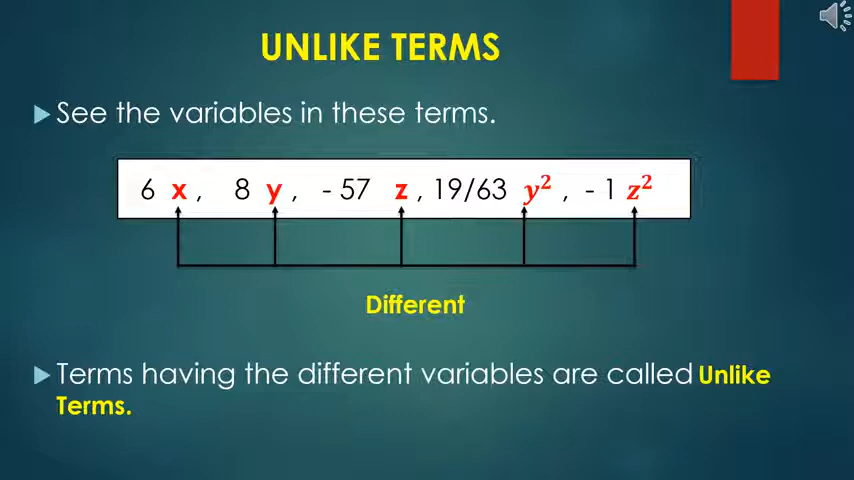 UNLIKE TERMS
See the variables in these terms.
6 x , 8 y , - 57 z , 19/63 y² , - 1 z²
Different
Terms having the different variables are called Unlike
Terms.